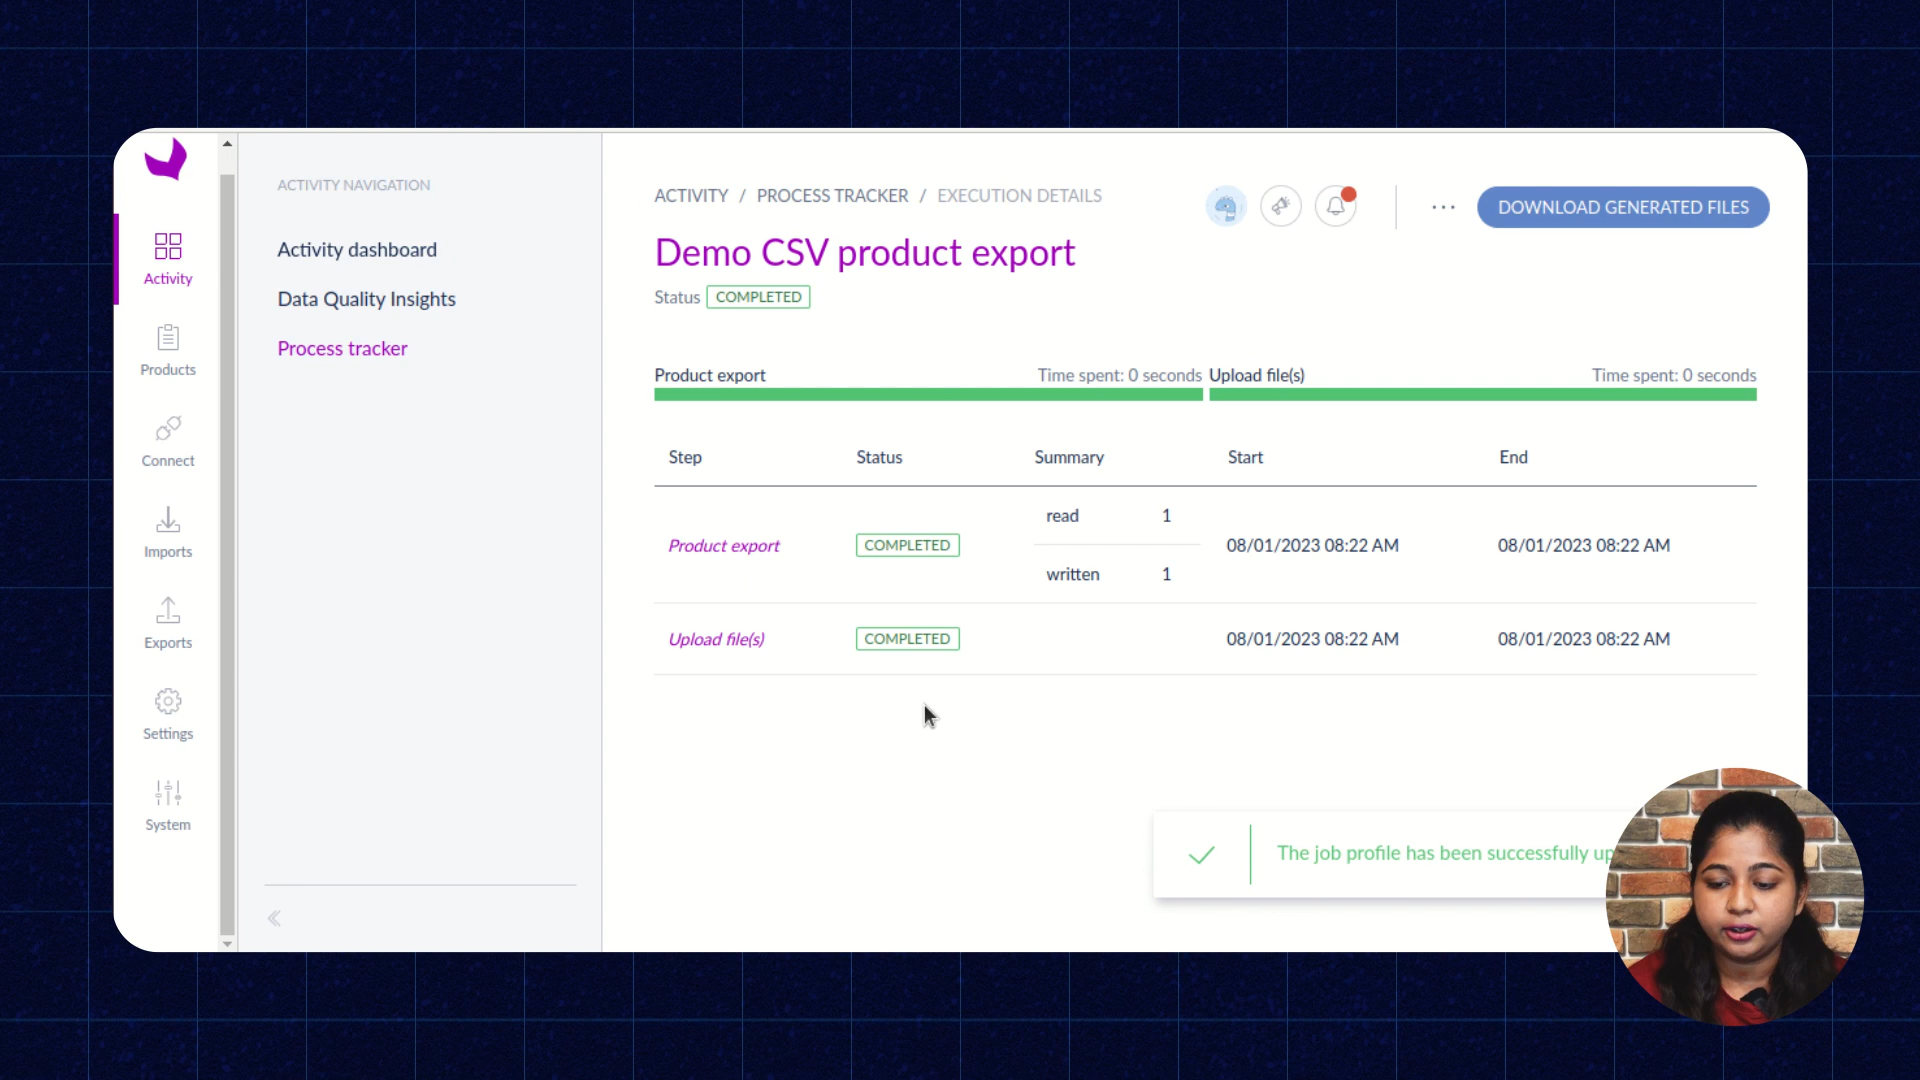 ACTIVITY NAVIGATION
Activity dashboard
Data Quality Insights
Process tracker
Activity
Products
Connect
Imports
Exports
Settings
System
ACTIVITY / PROCESS TRACKER / EXECUTION DETAILS
DOWNLOAD GENERATED FILES
Demo CSV product export
Status COMPLETED
Product export Time spent: 0 seconds Upload file(s) Time spent: 0 seconds
Step Status Summary Start End
read 1
Product export COMPLETED 08/01/2023 08:22 AM 08/01/2023 08:22 AM
written 1
Upload file(s) COMPLETED 08/01/2023 08:22 AM 08/01/2023 08:22 AM
The job profile has been successfully up